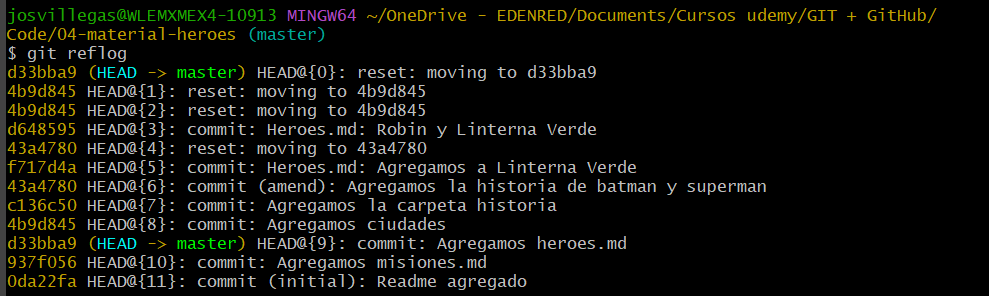 josvillegas@WLEMXMEX4-10913 MINGW64 ~/OneDrive - EDENRED/Documents/Cursos udemy/GIT + GitHub/
Code/04-material-heroes (master)
$ git reflog
d33bba9 (HEAD -> master) HEAD@{0}: reset: moving to d33bba9
4b9d845 HEAD@{1}: reset: moving to 4b9d845
4b9d845 HEAD@{2}: reset: moving to 4b9d845
d648595 HEAD@{3}: commit: Heroes.md: Robin y Linterna Verde
43a4780 HEAD@{4}: reset: moving to 43a4780
f717d4a HEAD@{5}: commit: Heroes.md: Agregamos a Linterna Verde
43a4780 HEAD@{6}: commit (amend): Agregamos la historia de batman y superman
c136c50 HEAD@{7}: commit: Agregamos la carpeta historia
4b9d845 HEAD@{8}: commit: Agregamos ciudades
d33bba9 (HEAD -> master) HEAD@{9}: commit: Agregamos heroes.md
937f056 HEAD@{10}: commit: Agregamos misiones.md
0da22fa HEAD@{11}: commit (initial): Readme agregado